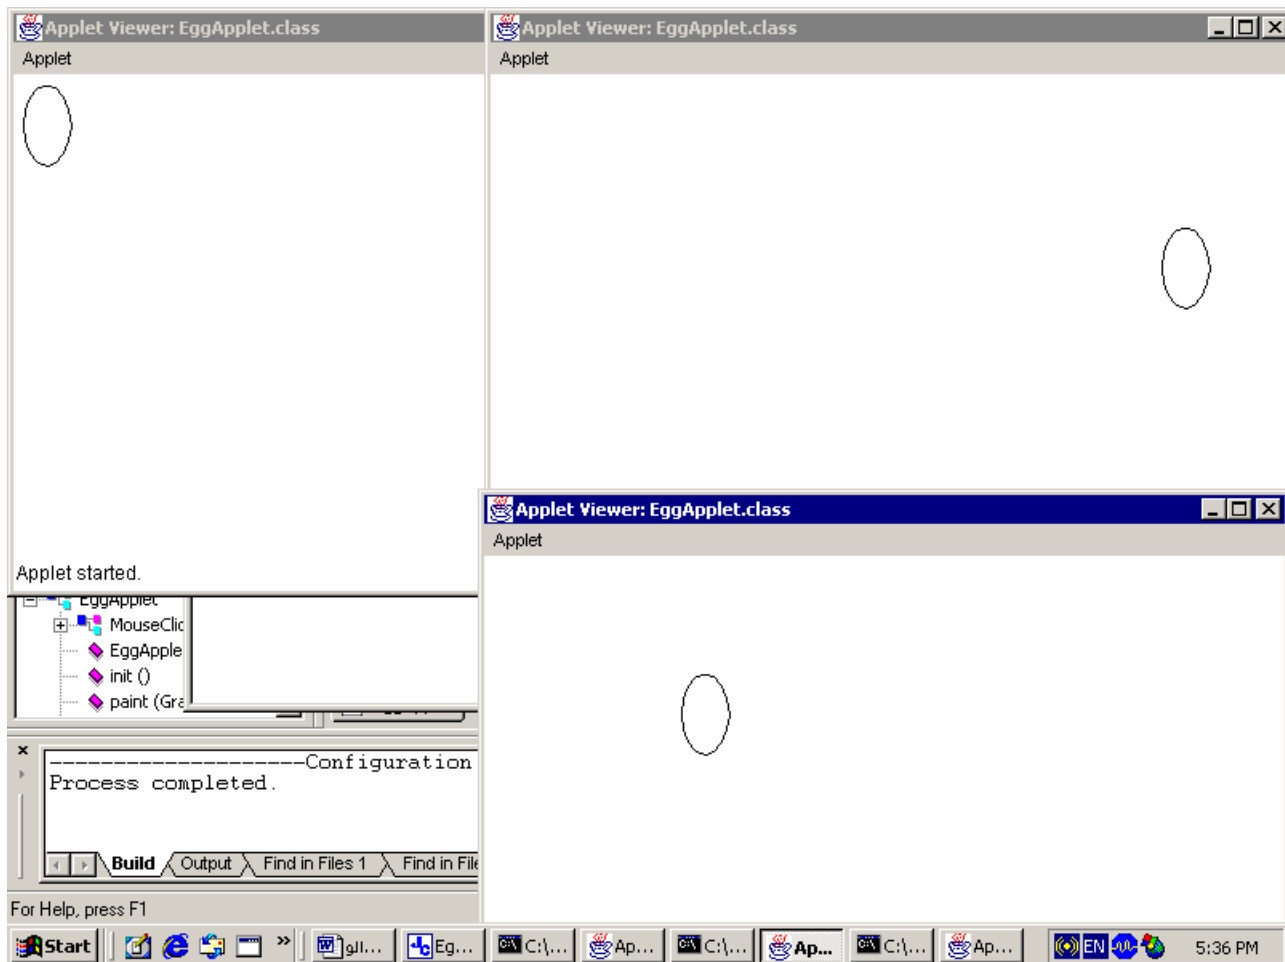 Applet Viewer: EggApplet.class
Applet
Applet started.
Applet Viewer: EggApplet.class
Applet
Applet Viewer: EggApplet.class
Applet
EggApplet
MouseClic
EggApple
init ()
paint (Gra
--------------------Configuration
Process completed.
Build Output Find in Files 1 Find in File
For Help, press F1
Start » الو... Eg... C:\... Ap... C:\... Ap... C:\... Ap... EN 5:36 PM